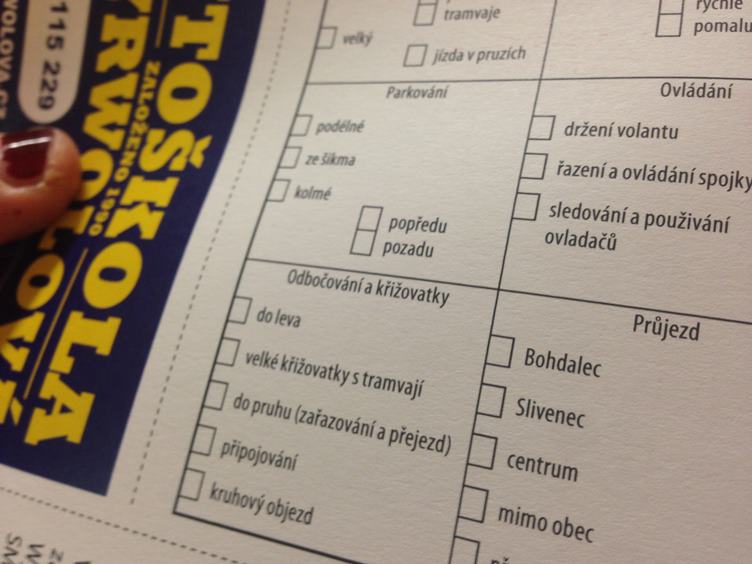 tramvaje
velký
jízda v pruzích
rychle
pomalu
Parkování
podélné
ze šikma
kolmé
popředu
pozadu
Ovládání
držení volantu
řazení a ovládání spojky
sledování a použivání
ovladačů
Odbočování a křižovatky
do leva
velké křižovatky s tramvají
do pruhu (zařazování a přejezd)
připojování
kruhový objezd
Průjezd
Bohdalec
Slivenec
centrum
mimo obec
TOŠKOLA
ZALOŽENO 1990
115 229